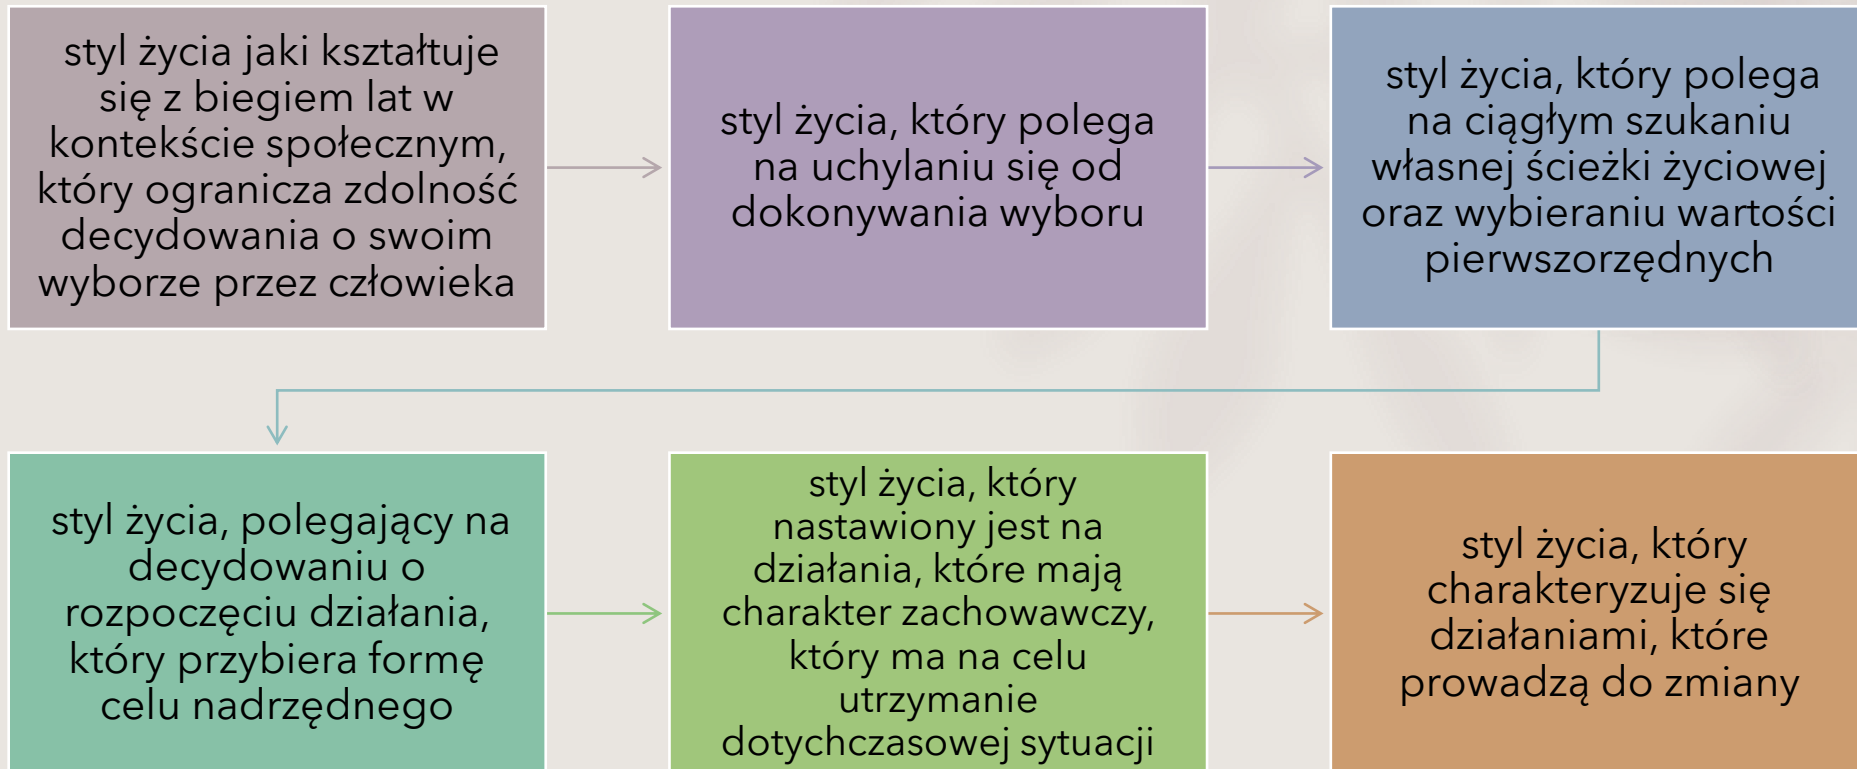 styl życia jaki kształtuje
się z biegiem lat w
kontekście społecznym,
który ogranicza zdolność
decydowania o swoim
wyborze przez człowieka
styl życia, który polega
na uchylaniu się od
dokonywania wyboru
styl życia, który polega
na ciągłym szukaniu
własnej ścieżki życiowej
oraz wybieraniu wartości
pierwszorzędnych
styl życia, polegający na
decydowaniu o
rozpoczęciu działania,
który przybiera formę
celu nadrzędnego
styl życia, który
nastawiony jest na
działania, które mają
charakter zachowawczy,
który ma na celu
utrzymanie
dotychczasowej sytuacji
styl życia, który
charakteryzuje się
działaniami, które
prowadzą do zmiany